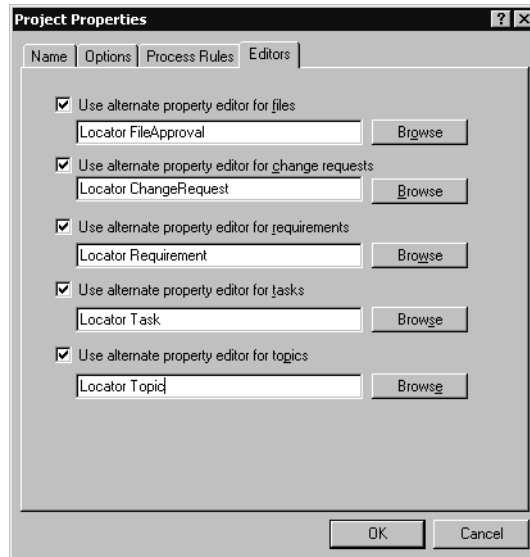 Project Properties
Name Options Process Rules Editors
Use alternate property editor for files
Locator FileApproval Browse
Use alternate property editor for change requests
Locator ChangeRequest Browse
Use alternate property editor for requirements
Locator Requirement Browse
Use alternate property editor for tasks
Locator Task Browse
Use alternate property editor for topics
Locator Topic Browse
OK Cancel